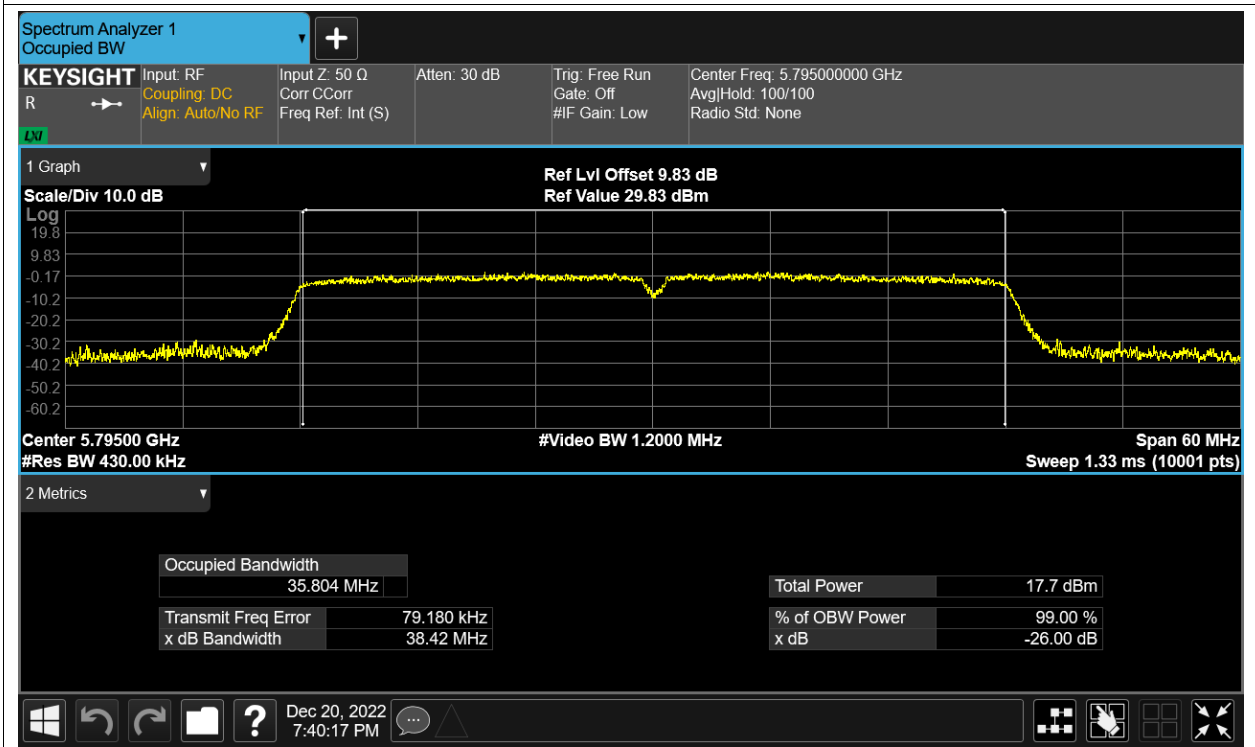 Spectrum Analyzer 1
Occupied BW
KEYSIGHT
R
LXI
Input: RF
Coupling: DC
Align: Auto/No RF
Input Z: 50 Ω
Corr CCorr
Freq Ref: Int (S)
Atten: 30 dB
Trig: Free Run
Gate: Off
#IF Gain: Low
Center Freq: 5.795000000 GHz
Avg|Hold: 100/100
Radio Std: None
1 Graph
Scale/Div 10.0 dB
Ref Lvl Offset 9.83 dB
Ref Value 29.83 dBm
Log
19.8
9.83
-0.17
-10.2
-20.2
-30.2
-40.2
-50.2
-60.2
Center 5.79500 GHz
#Res BW 430.00 kHz
#Video BW 1.2000 MHz
Span 60 MHz
Sweep 1.33 ms (10001 pts)
2 Metrics
Occupied Bandwidth
35.804 MHz
Transmit Freq Error 79.180 kHz
x dB Bandwidth 38.42 MHz
Total Power 17.7 dBm
% of OBW Power 99.00 %
x dB -26.00 dB
?
Dec 20, 2022
7:40:17 PM